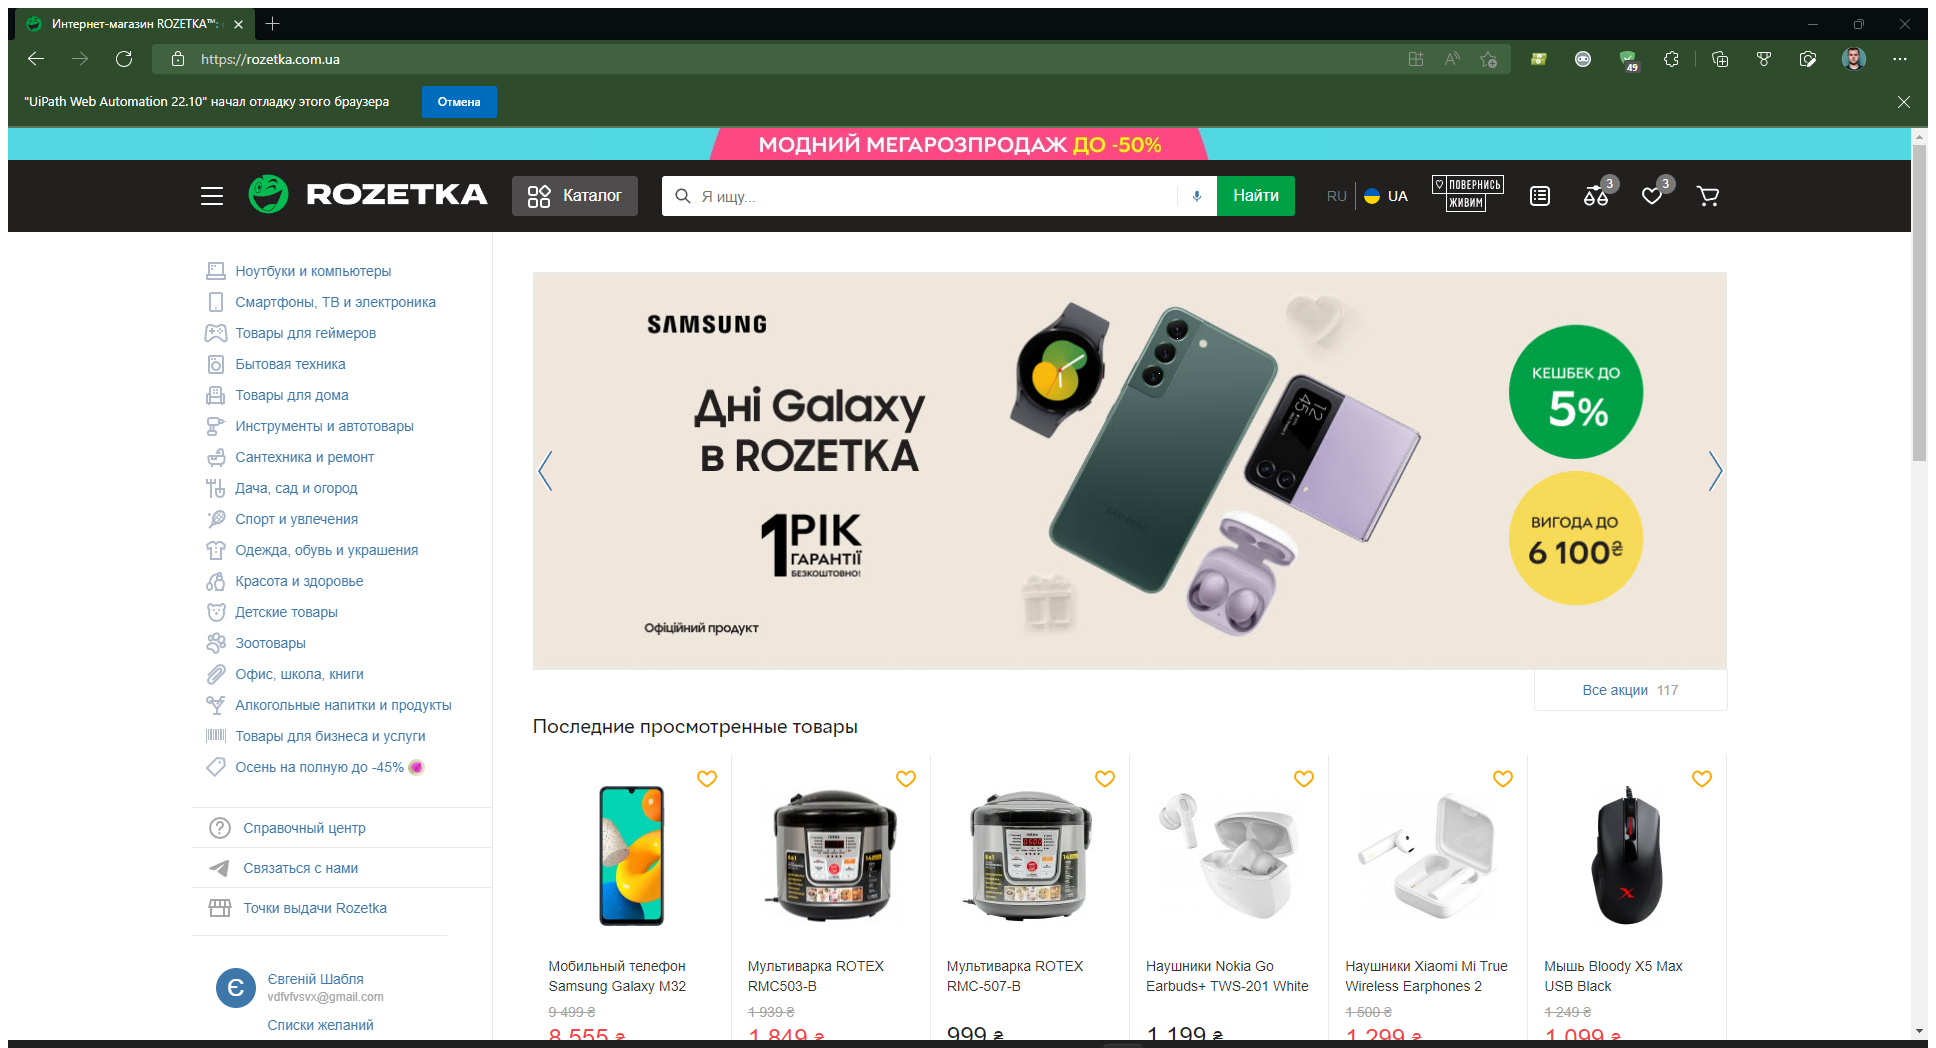 Интернет-магазин ROZETKA™:
https://rozetka.com.ua
49
"UiPath Web Automation 22.10" начал отладку этого браузера
Отмена
МОДНИЙ МЕГАРОЗПРОДАЖ ДО -50%
ROZETKA
Каталог
Я ищу...
Найти
RU
UA
ПОВЕРНИСЬ
ЖИВИМ
3
3
Ноутбуки и компьютеры
Смартфоны, ТВ и электроника
Товары для геймеров
Бытовая техника
Товары для дома
Инструменты и автотовары
Сантехника и ремонт
Дача, сад и огород
Спорт и увлечения
Одежда, обувь и украшения
Красота и здоровье
Детские товары
Зоотовары
Офис, школа, книги
Алкогольные напитки и продукты
Товары для бизнеса и услуги
Осень на полную до -45%
Справочный центр
Связаться с нами
Точки выдачи Rozetka
Є
Євгеній Шабля
vdfvfvsvx@gmail.com
Списки желаний
SAMSUNG
Дні Galaxy
в ROZETKA
1 РІК
ГАРАНТІЇ
БЕЗКОШТОВНО!
Офіційний продукт
КЕШБЕК ДО
5%
ВИГОДА ДО
6 100₴
Все акции 117
Последние просмотренные товары
Мобильный телефон
Samsung Galaxy M32
9 499 ₴
8 555 ₴
Мультиварка ROTEX
RMC503-B
1 939 ₴
1 849 ₴
Мультиварка ROTEX
RMC-507-B
999 ₴
Наушники Nokia Go
Earbuds+ TWS-201 White
1 199 ₴
Наушники Xiaomi Mi True
Wireless Earphones 2
1 500 ₴
1 299 ₴
Мышь Bloody X5 Max
USB Black
1 249 ₴
1 099 ₴